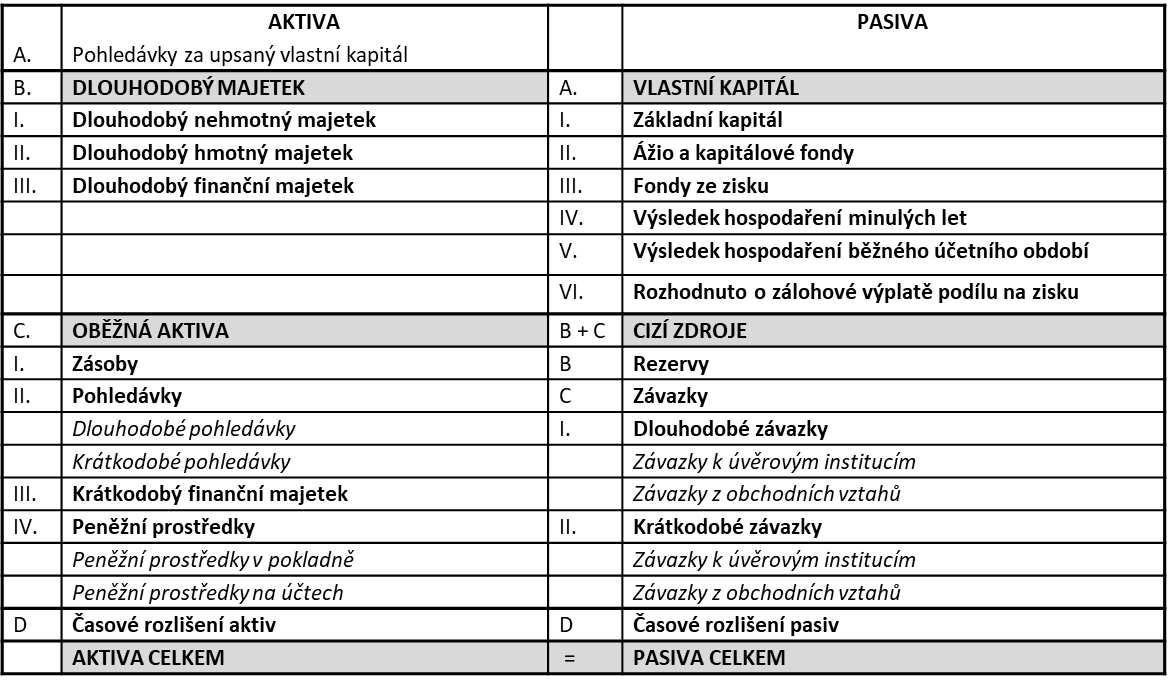 AKTIVA PASIVA
A. Pohledávky za upsaný vlastní kapitál
B. DLOUHODOBÝ MAJETEK A. VLASTNÍ KAPITÁL
I. Dlouhodobý nehmotný majetek I. Základní kapitál
II. Dlouhodobý hmotný majetek II. Ážio a kapitálové fondy
III. Dlouhodobý finanční majetek III. Fondy ze zisku
IV. Výsledek hospodaření minulých let
V. Výsledek hospodaření běžného účetního období
VI. Rozhodnuto o zálohové výplatě podílu na zisku
C. OBĚŽNÁ AKTIVA B + C CIZÍ ZDROJE
I. Zásoby B Rezervy
II. Pohledávky C Závazky
Dlouhodobé pohledávky I. Dlouhodobé závazky
Krátkodobé pohledávky Závazky k úvěrovým institucím
III. Krátkodobý finanční majetek Závazky z obchodních vztahů
IV. Peněžní prostředky II. Krátkodobé závazky
Peněžní prostředky v pokladně Závazky k úvěrovým institucím
Peněžní prostředky na účtech Závazky z obchodních vztahů
D Časové rozlišení aktiv D Časové rozlišení pasiv
AKTIVA CELKEM = PASIVA CELKEM